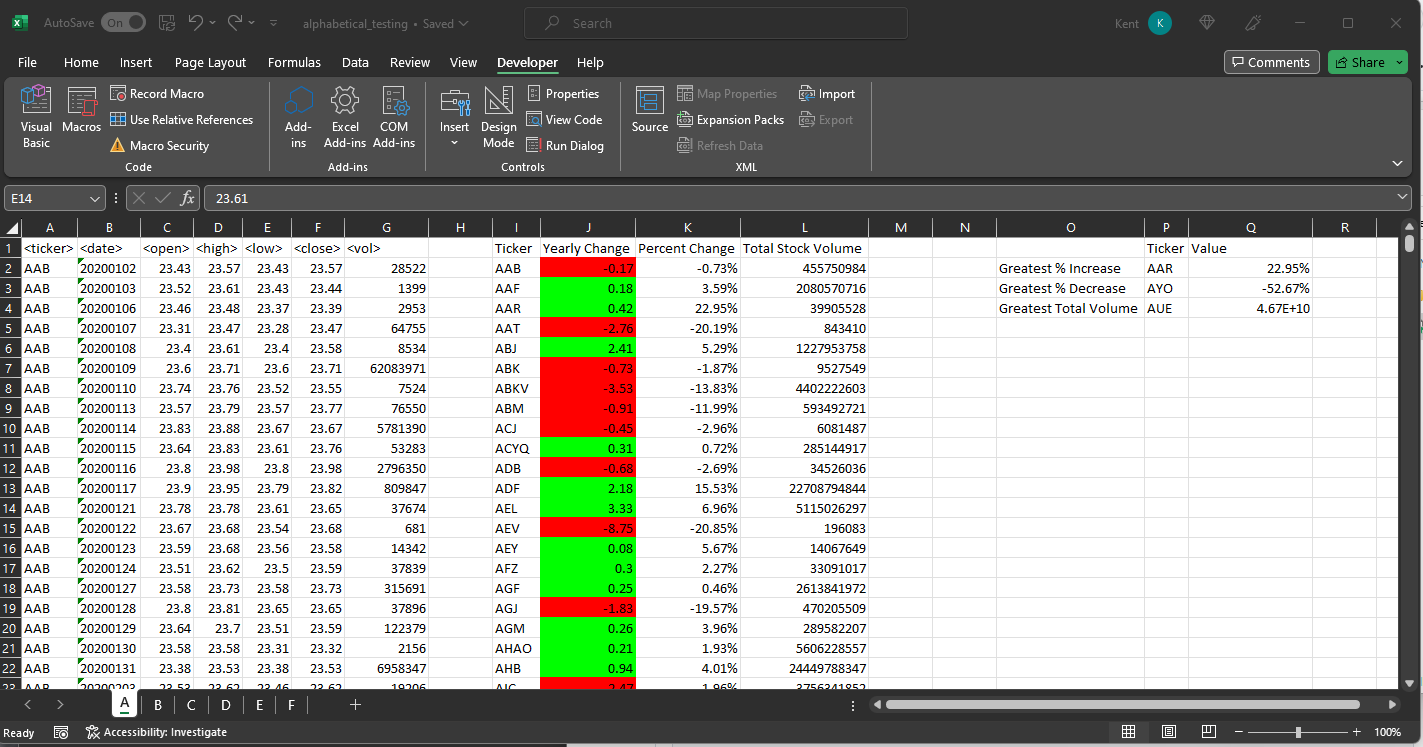 AutoSave On alphabetical_testing • Saved Search Kent K
File Home Insert Page Layout Formulas Data Review View Developer Help Comments Share
Visual Basic
Macros
Record Macro
Use Relative References
Macro Security
Code
Add-ins
Excel Add-ins
COM Add-ins
Add-ins
Insert
Design Mode
Properties
View Code
Run Dialog
Controls
Source
Map Properties
Expansion Packs
Refresh Data
Import
Export
XML
E14 fx 23.61
A B C D E F G H I J K L M N O P Q R
1 <ticker> <date> <open> <high> <low> <close> <vol> Ticker Yearly Change Percent Change Total Stock Volume Ticker Value
2 AAB 20200102 23.43 23.57 23.43 23.57 28522 AAB -0.17 -0.73% 455750984 Greatest % Increase AAR 22.95%
3 AAB 20200103 23.52 23.61 23.43 23.44 1399 AAF 0.18 3.59% 2080570716 Greatest % Decrease AYO -52.67%
4 AAB 20200106 23.46 23.48 23.37 23.39 2953 AAR 0.42 22.95% 39905528 Greatest Total Volume AUE 4.67E+10
5 AAB 20200107 23.31 23.47 23.28 23.47 64755 AAT -2.76 -20.19% 843410
6 AAB 20200108 23.4 23.61 23.4 23.58 8534 ABJ 2.41 5.29% 1227953758
7 AAB 20200109 23.6 23.71 23.6 23.71 62083971 ABK -0.73 -1.87% 9527549
8 AAB 20200110 23.74 23.76 23.52 23.55 7524 ABKV -3.53 -13.83% 4402222603
9 AAB 20200113 23.57 23.79 23.57 23.77 76550 ABM -0.91 -11.99% 593492721
10 AAB 20200114 23.83 23.88 23.67 23.67 5781390 ACJ -0.45 -2.96% 6081487
11 AAB 20200115 23.64 23.83 23.61 23.76 53283 ACYQ 0.31 0.72% 285144917
12 AAB 20200116 23.8 23.98 23.8 23.98 2796350 ADB -0.68 -2.69% 34526036
13 AAB 20200117 23.9 23.95 23.79 23.82 809847 ADF 2.18 15.53% 22708794844
14 AAB 20200121 23.78 23.78 23.61 23.65 37674 AEL 3.33 6.96% 5115026297
15 AAB 20200122 23.67 23.68 23.54 23.68 681 AEV -8.75 -20.85% 196083
16 AAB 20200123 23.59 23.68 23.56 23.58 14342 AEY 0.08 5.67% 14067649
17 AAB 20200124 23.51 23.62 23.5 23.59 37839 AFZ 0.3 2.27% 33091017
18 AAB 20200127 23.58 23.73 23.58 23.73 315691 AGF 0.25 0.46% 2613841972
19 AAB 20200128 23.8 23.81 23.65 23.65 37896 AGJ -1.83 -19.57% 470205509
20 AAB 20200129 23.64 23.7 23.51 23.59 122379 AGM 0.26 3.96% 289582207
21 AAB 20200130 23.58 23.58 23.31 23.32 2156 AHAO 0.21 1.93% 5606228557
22 AAB 20200131 23.38 23.53 23.38 23.53 6958347 AHB 0.94 4.01% 24449788347
23 AAB 20200203 23.53 23.62 23.46 23.62
A B C D E F
Ready Accessibility: Investigate 100%